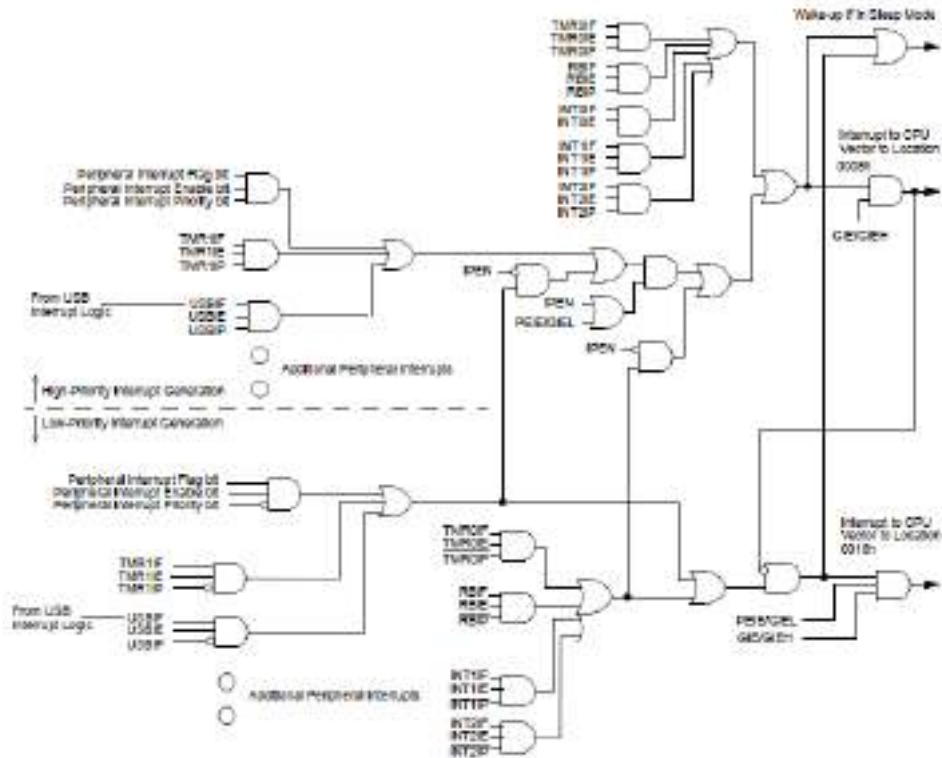 Wake-up if in Sleep Mode
TMR0IF
TMR0IE
TMR0IP
RBIF
RBIE
RBIP
INT0IF
INT0IE
INT1IF
INT1IE
INT1IP
INT2IF
INT2IE
INT2IP
Interrupt to CPU
Vector to Location
0008h
GIE/GIEH
Peripheral Interrupt Flag bit
Peripheral Interrupt Enable bit
Peripheral Interrupt Priority bit
TMR1IF
TMR1IE
TMR1IP
From USB
Interrupt Logic
USBIF
USBIE
USBIP
IPEN
IPEN
PEIE/GIEL
IPEN
Additional Peripheral Interrupts
High-Priority Interrupt Generation
Low-Priority Interrupt Generation
Peripheral Interrupt Flag bit
Peripheral Interrupt Enable bit
Peripheral Interrupt Priority bit
TMR1IF
TMR1IE
TMR1IP
From USB
Interrupt Logic
USBIF
USBIE
USBIP
Additional Peripheral Interrupts
TMR0IF
TMR0IE
TMR0IP
RBIF
RBIE
RBIP
INT1IF
INT1IE
INT1IP
INT2IF
INT2IE
INT2IP
Interrupt to CPU
Vector to Location
0018h
PEIE/GIEL
GIE/GIEH